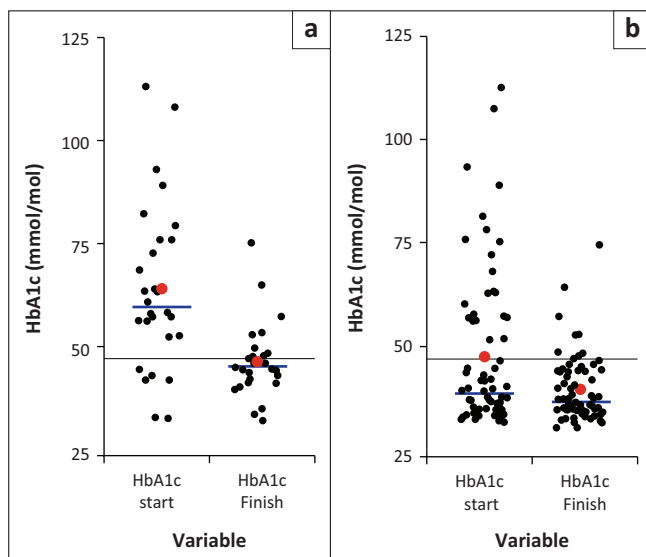 a
125
100
75
50
25
HbA1c (mmol/mol)
HbA1c
start
HbA1c
Finish
Variable
b
125
100
75
50
25
HbA1c (mmol/mol)
HbA1c
start
HbA1c
Finish
Variable